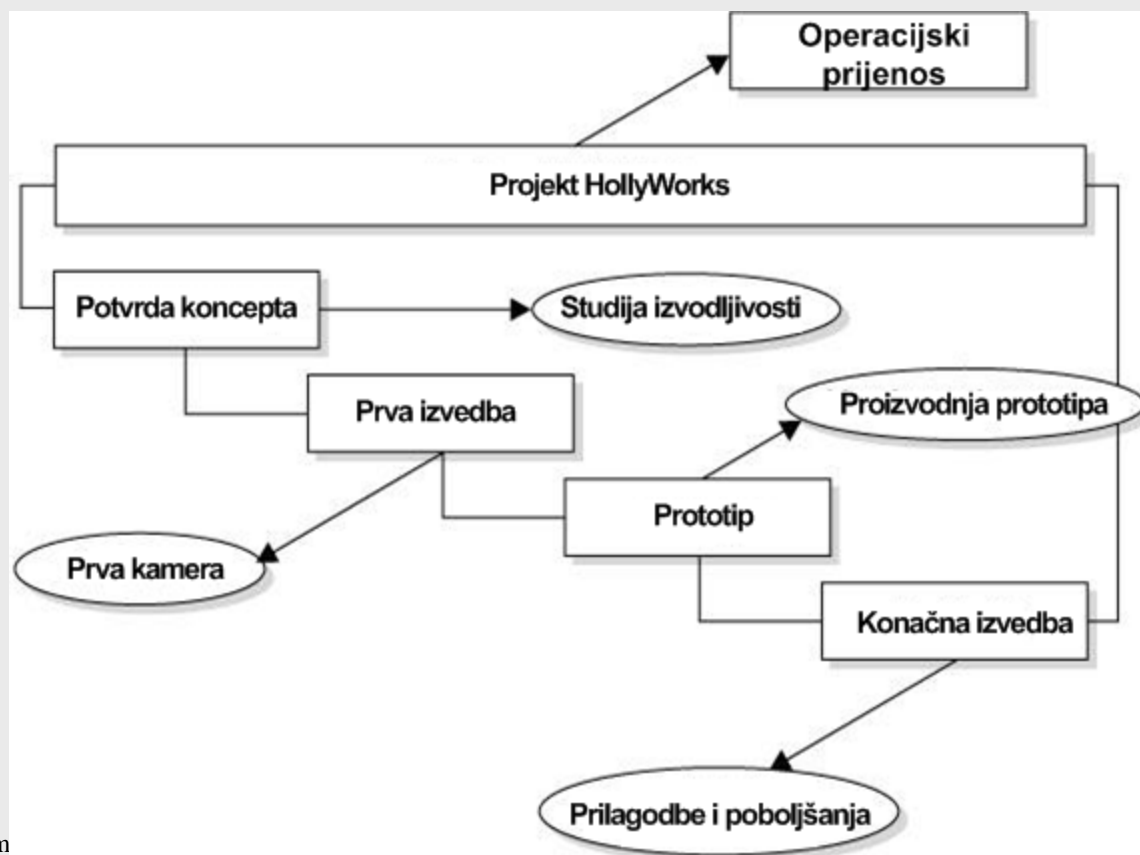 Operacijski
prijenos
Projekt HollyWorks
Potvrda koncepta
Studija izvodljivosti
Prva izvedba
Proizvodnja prototipa
Prototip
Prva kamera
Konačna izvedba
Prilagodbe i poboljšanja